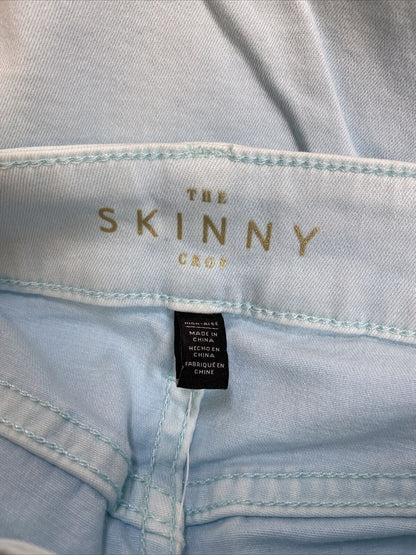 THE
SKINNY
CROP
HIGH-RISE
MADE IN
CHINA
HECHO EN
CHINA
FABRIQUÉ EN
CHINE